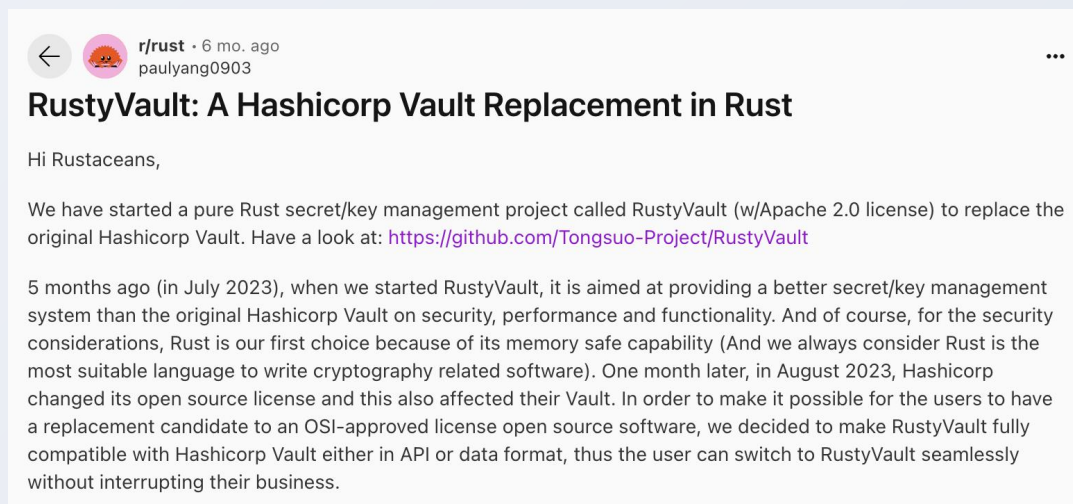 r/rust • 6 mo. ago
paulyang0903
RustyVault: A Hashicorp Vault Replacement in Rust
Hi Rustaceans,
We have started a pure Rust secret/key management project called RustyVault (w/Apache 2.0 license) to replace the
original Hashicorp Vault. Have a look at: https://github.com/Tongsuo-Project/RustyVault
5 months ago (in July 2023), when we started RustyVault, it is aimed at providing a better secret/key management
system than the original Hashicorp Vault on security, performance and functionality. And of course, for the security
considerations, Rust is our first choice because of its memory safe capability (And we always consider Rust is the
most suitable language to write cryptography related software). One month later, in August 2023, Hashicorp
changed its open source license and this also affected their Vault. In order to make it possible for the users to have
a replacement candidate to an OSI-approved license open source software, we decided to make RustyVault fully
compatible with Hashicorp Vault either in API or data format, thus the user can switch to RustyVault seamlessly
without interrupting their business.